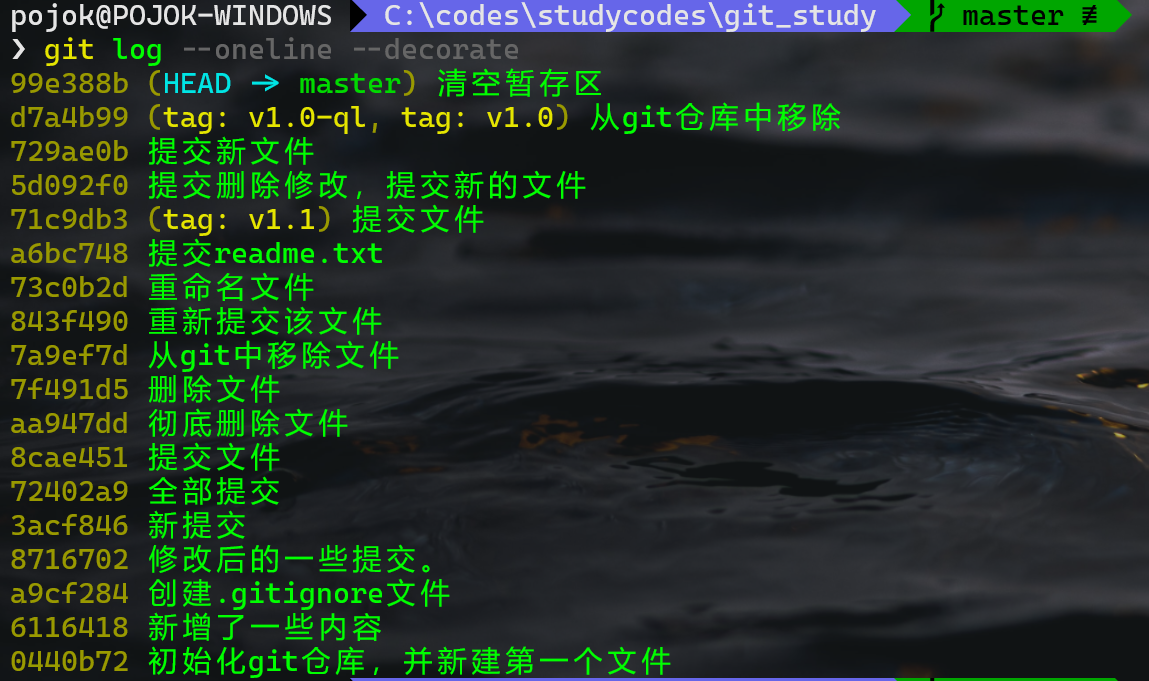 pojok@POJOK-WINDOWS C:\codes\studycodes\git_study master ≢
❯ git log --oneline --decorate
99e388b (HEAD -> master) 清空暂存区
d7a4b99 (tag: v1.0-ql, tag: v1.0) 从git仓库中移除
729ae0b 提交新文件
5d092f0 提交删除修改，提交新的文件
71c9db3 (tag: v1.1) 提交文件
a6bc748 提交readme.txt
73c0b2d 重命名文件
843f490 重新提交该文件
7a9ef7d 从git中移除文件
7f491d5 删除文件
aa947dd 彻底删除文件
8cae451 提交文件
72402a9 全部提交
3acf846 新提交
8716702 修改后的一些提交。
a9cf284 创建.gitignore文件
6116418 新增了一些内容
0440b72 初始化git仓库，并新建第一个文件